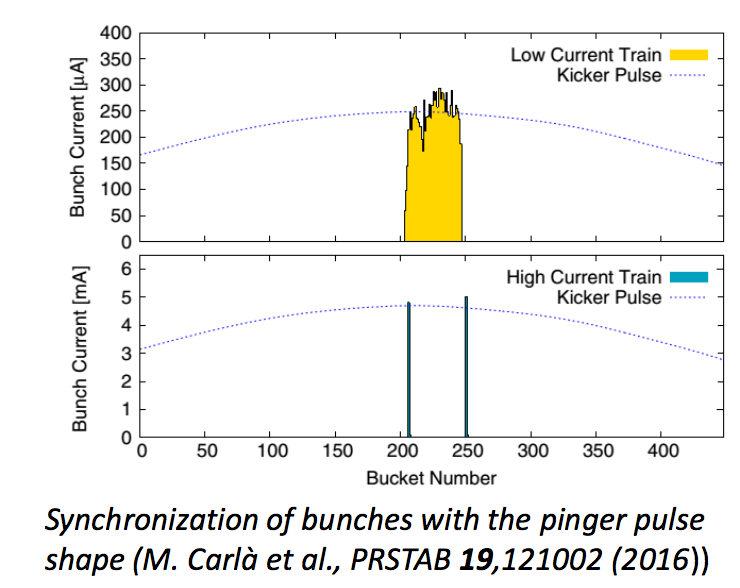 400
350
300
250
200
150
100
50
0
Bunch Current [μA]
Low Current Train
Kicker Pulse
6
5
4
3
2
1
0
Bunch Current [mA]
High Current Train
Kicker Pulse
0 50 100 150 200 250 300 350 400
Bucket Number
Synchronization of bunches with the pinger pulse
shape (M. Carlà et al., PRSTAB 19,121002 (2016))